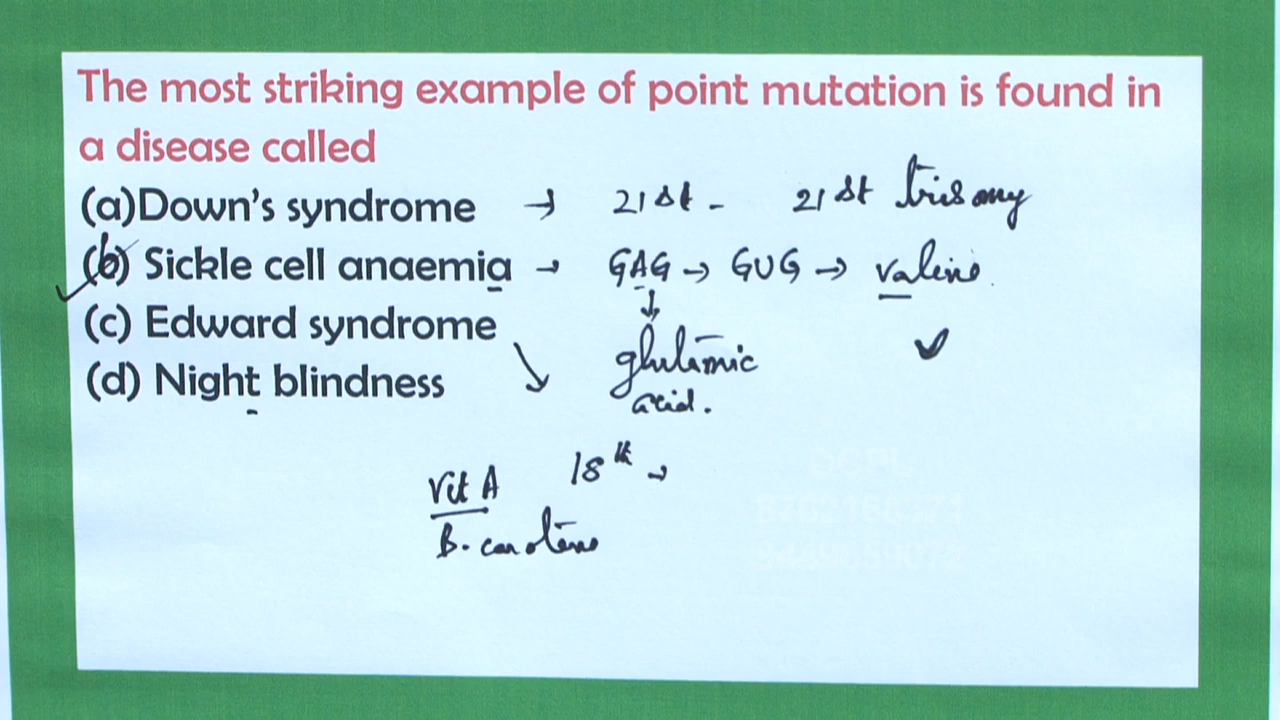 The most striking example of point mutation is found in
a disease called
(a)Down's syndrome → 21st - 21st trisomy
(b) Sickle cell anaemia → GAG → GUG → valine.
(c) Edward syndrome
glutamic
(d) Night blindness
acid.
Vit A 18th →
B. carotene